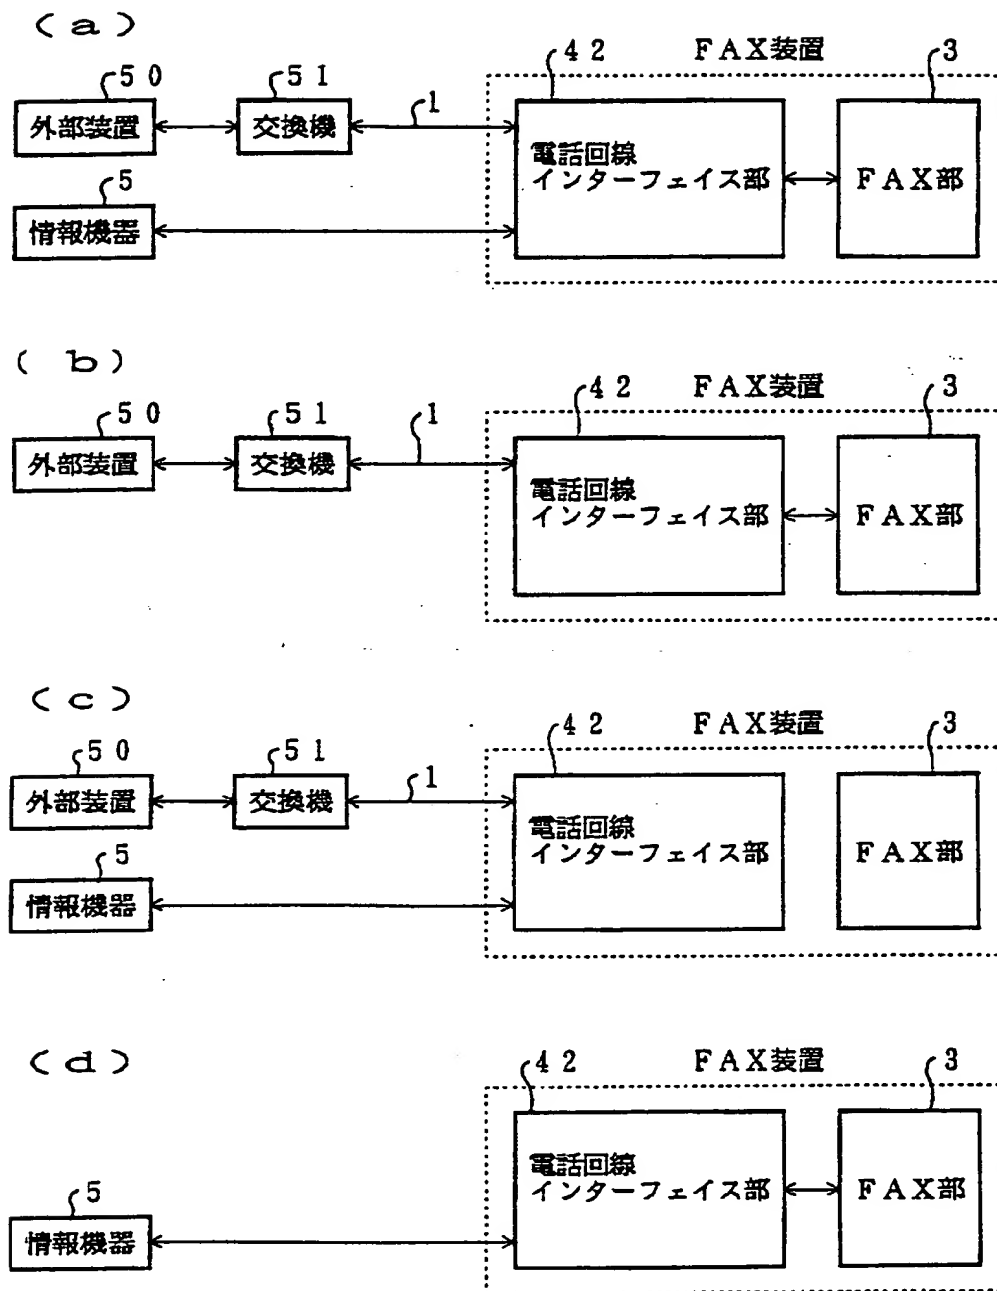 (a)
42 FAX装置 3
50 51 1
外部装置 交換機
電話回線
インターフェイス部 FAX部
5
情報機器
(b)
42 FAX装置 3
50 51 1
外部装置 交換機
電話回線
インターフェイス部 FAX部
(c)
42 FAX装置 3
50 51 1
外部装置 交換機
電話回線
インターフェイス部 FAX部
5
情報機器
(d)
42 FAX装置 3
電話回線
インターフェイス部 FAX部
5
情報機器